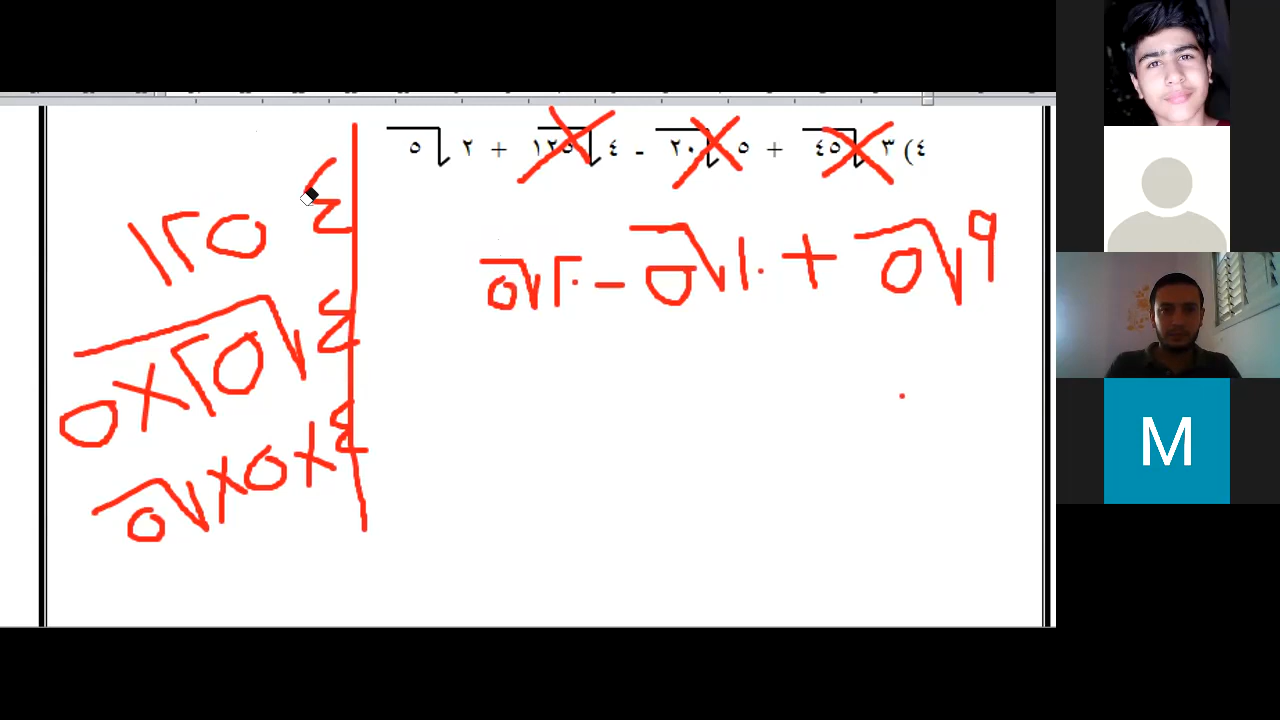 ٤) ٣√٤٥ + ٥√٢٠ - ٤√١٢٥ + ٢√٥
٩√٥ + ١٠√٥ - ٢٠√٥
٤
١٢٥
٤√٢٥×٥
٤×٥×√٥
M